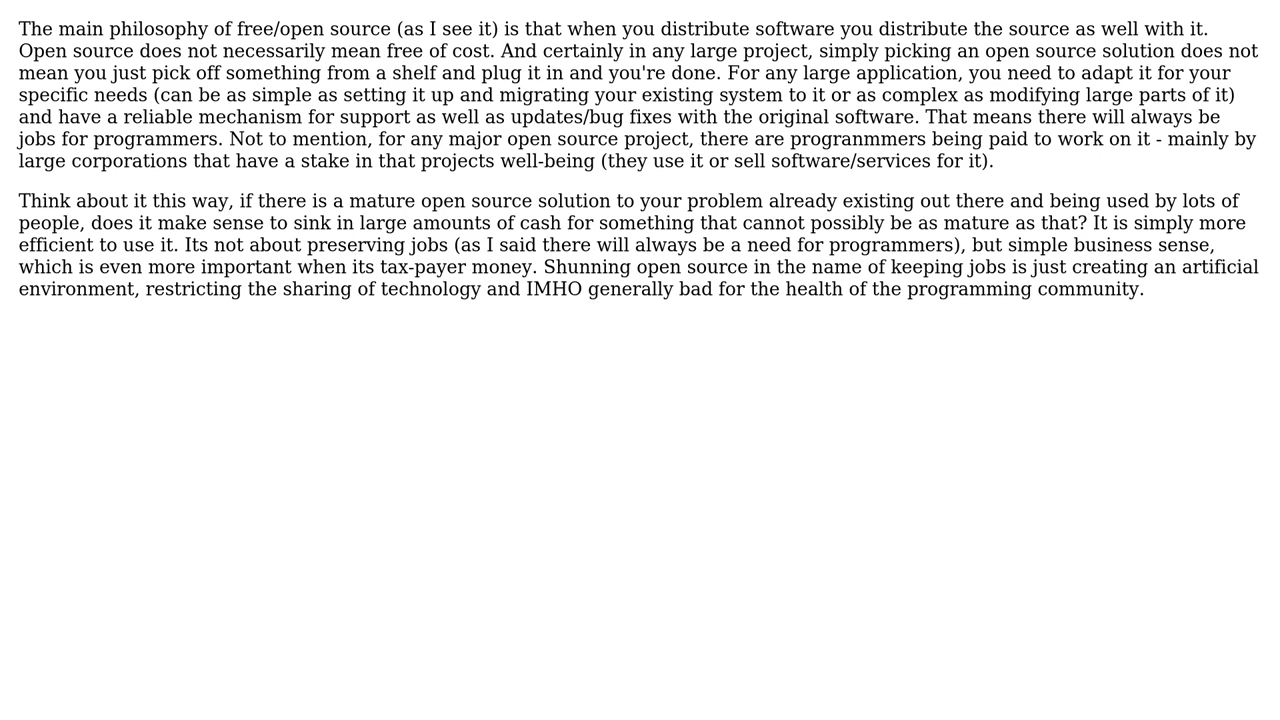 The main philosophy of free/open source (as I see it) is that when you distribute software you distribute the source as well with it.
Open source does not necessarily mean free of cost. And certainly in any large project, simply picking an open source solution does not
mean you just pick off something from a shelf and plug it in and you're done. For any large application, you need to adapt it for your
specific needs (can be as simple as setting it up and migrating your existing system to it or as complex as modifying large parts of it)
and have a reliable mechanism for support as well as updates/bug fixes with the original software. That means there will always be
jobs for programmers. Not to mention, for any major open source project, there are progranmmers being paid to work on it - mainly by
large corporations that have a stake in that projects well-being (they use it or sell software/services for it).
Think about it this way, if there is a mature open source solution to your problem already existing out there and being used by lots of
people, does it make sense to sink in large amounts of cash for something that cannot possibly be as mature as that? It is simply more
efficient to use it. Its not about preserving jobs (as I said there will always be a need for programmers), but simple business sense,
which is even more important when its tax-payer money. Shunning open source in the name of keeping jobs is just creating an artificial
environment, restricting the sharing of technology and IMHO generally bad for the health of the programming community.